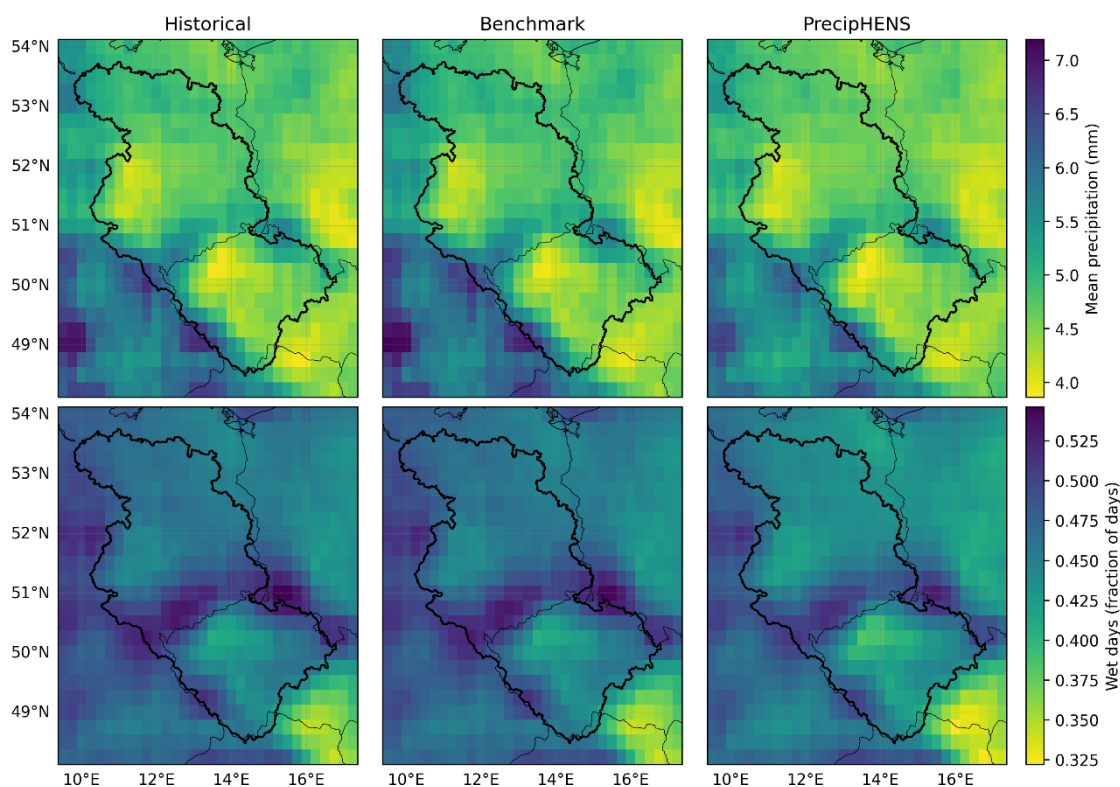 Historical
Benchmark
PrecipHENS
54°N
53°N
52°N
51°N
50°N
49°N
7.0
6.5
6.0
5.5
5.0
4.5
4.0
Mean precipitation (mm)
54°N
53°N
52°N
51°N
50°N
49°N
10°E 12°E 14°E 16°E
10°E 12°E 14°E 16°E
10°E 12°E 14°E 16°E
0.525
0.500
0.475
0.450
0.425
0.400
0.375
0.350
0.325
Wet days (fraction of days)